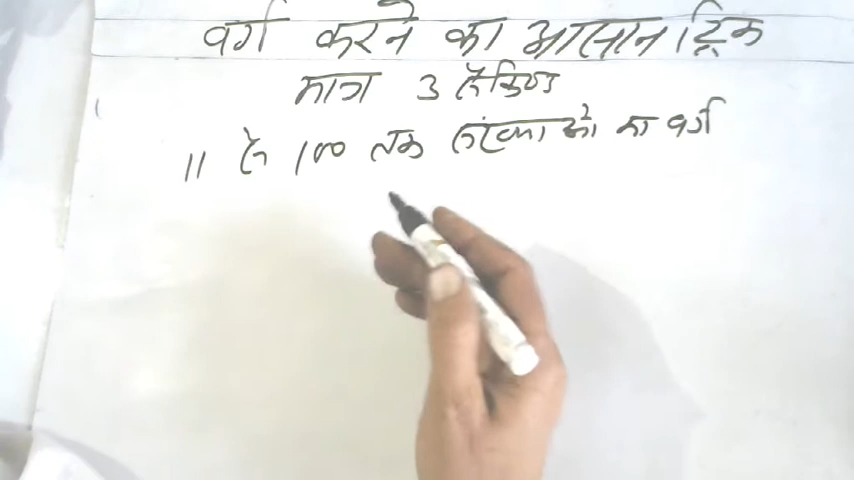 वर्ग करने का आसान ट्रिक
मात्र 3 सेकिण्ड
11 से 100 तक संख्याओ का वर्ग